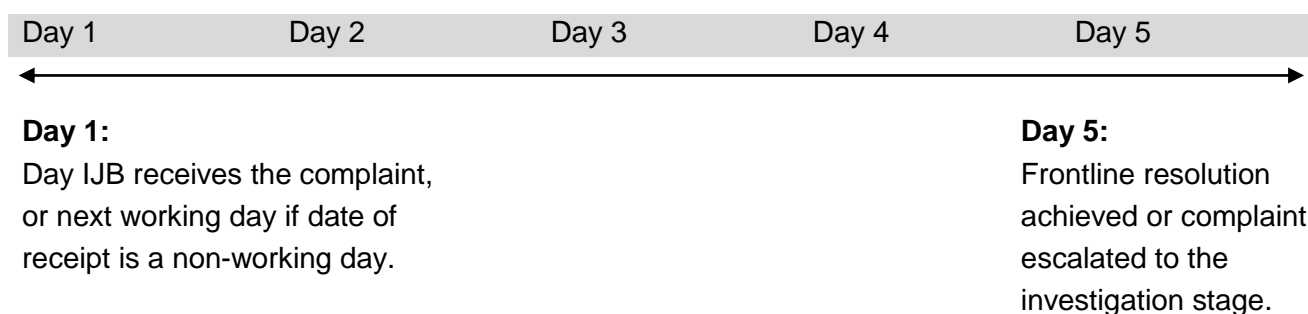 Day 1 Day 2 Day 3 Day 4 Day 5
Day 1:
Day IJB receives the complaint,
or next working day if date of
receipt is a non-working day.
Day 5:
Frontline resolution
achieved or complaint
escalated to the
investigation stage.